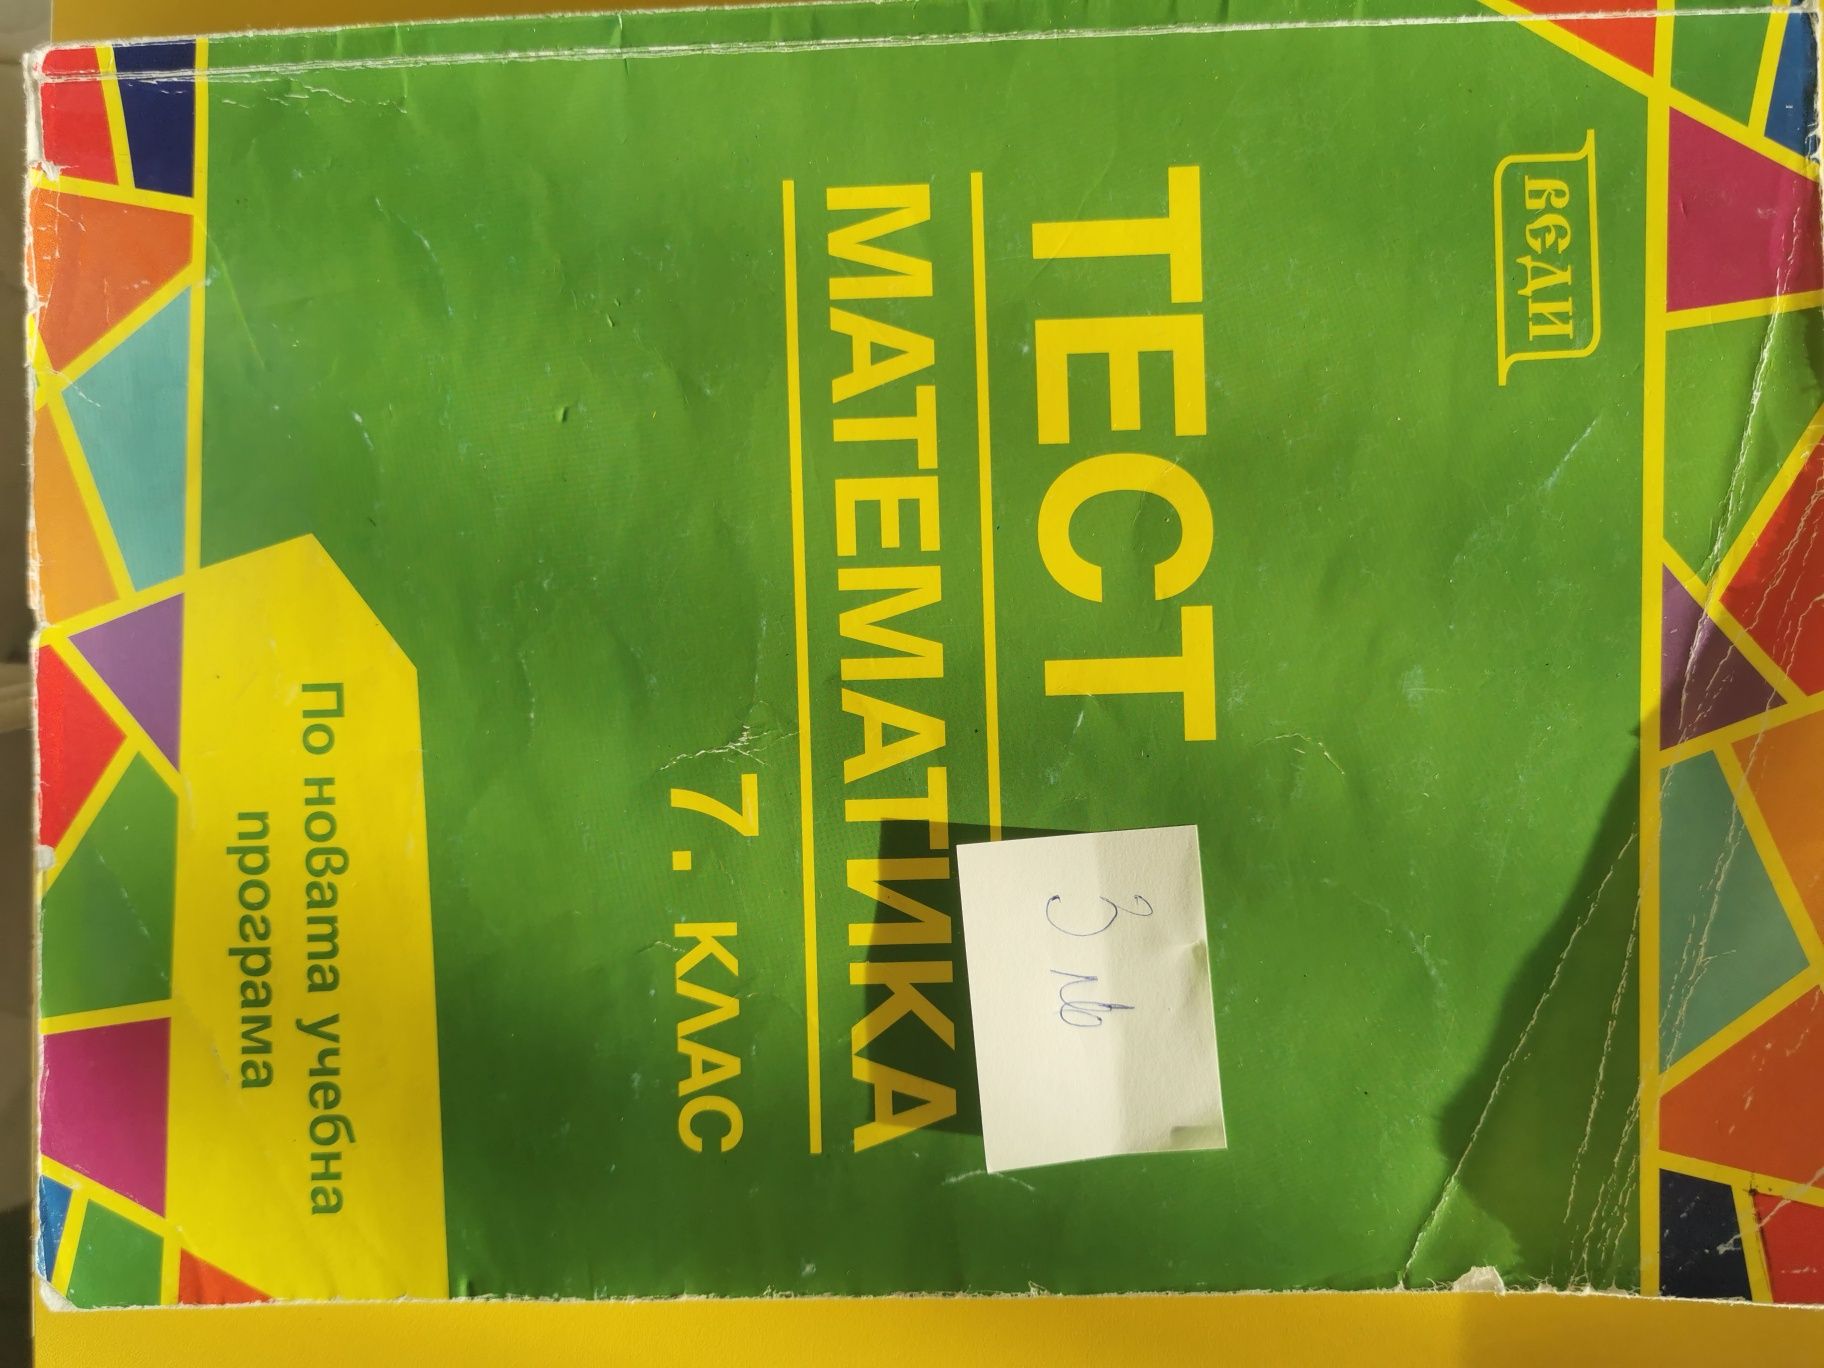 ВЕДИ
ТЕСТ
МАТЕМАТИКА
7. КЛАС
По новата учебна
програма
3 лв